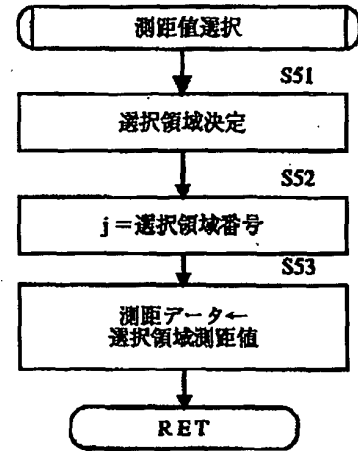 測距値選択
S51
選択領域決定
S52
j＝選択領域番号
S53
測距データ←
選択領域測距値
RET